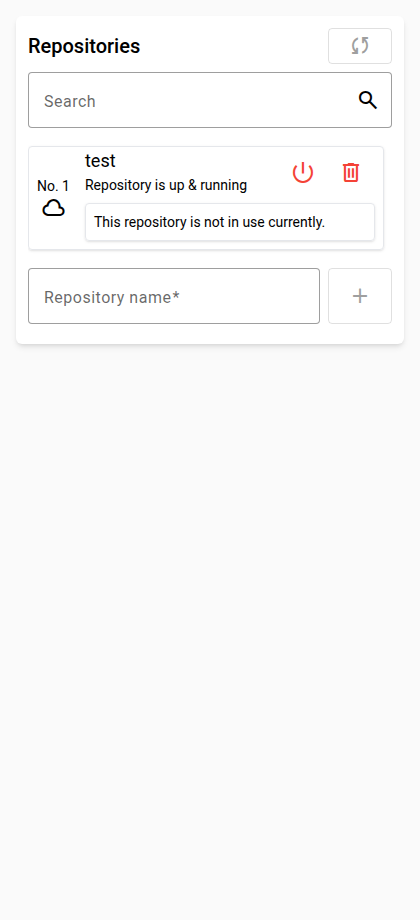 Repositories
Search
test
No. 1
Repository is up & running
This repository is not in use currently.
Repository name*